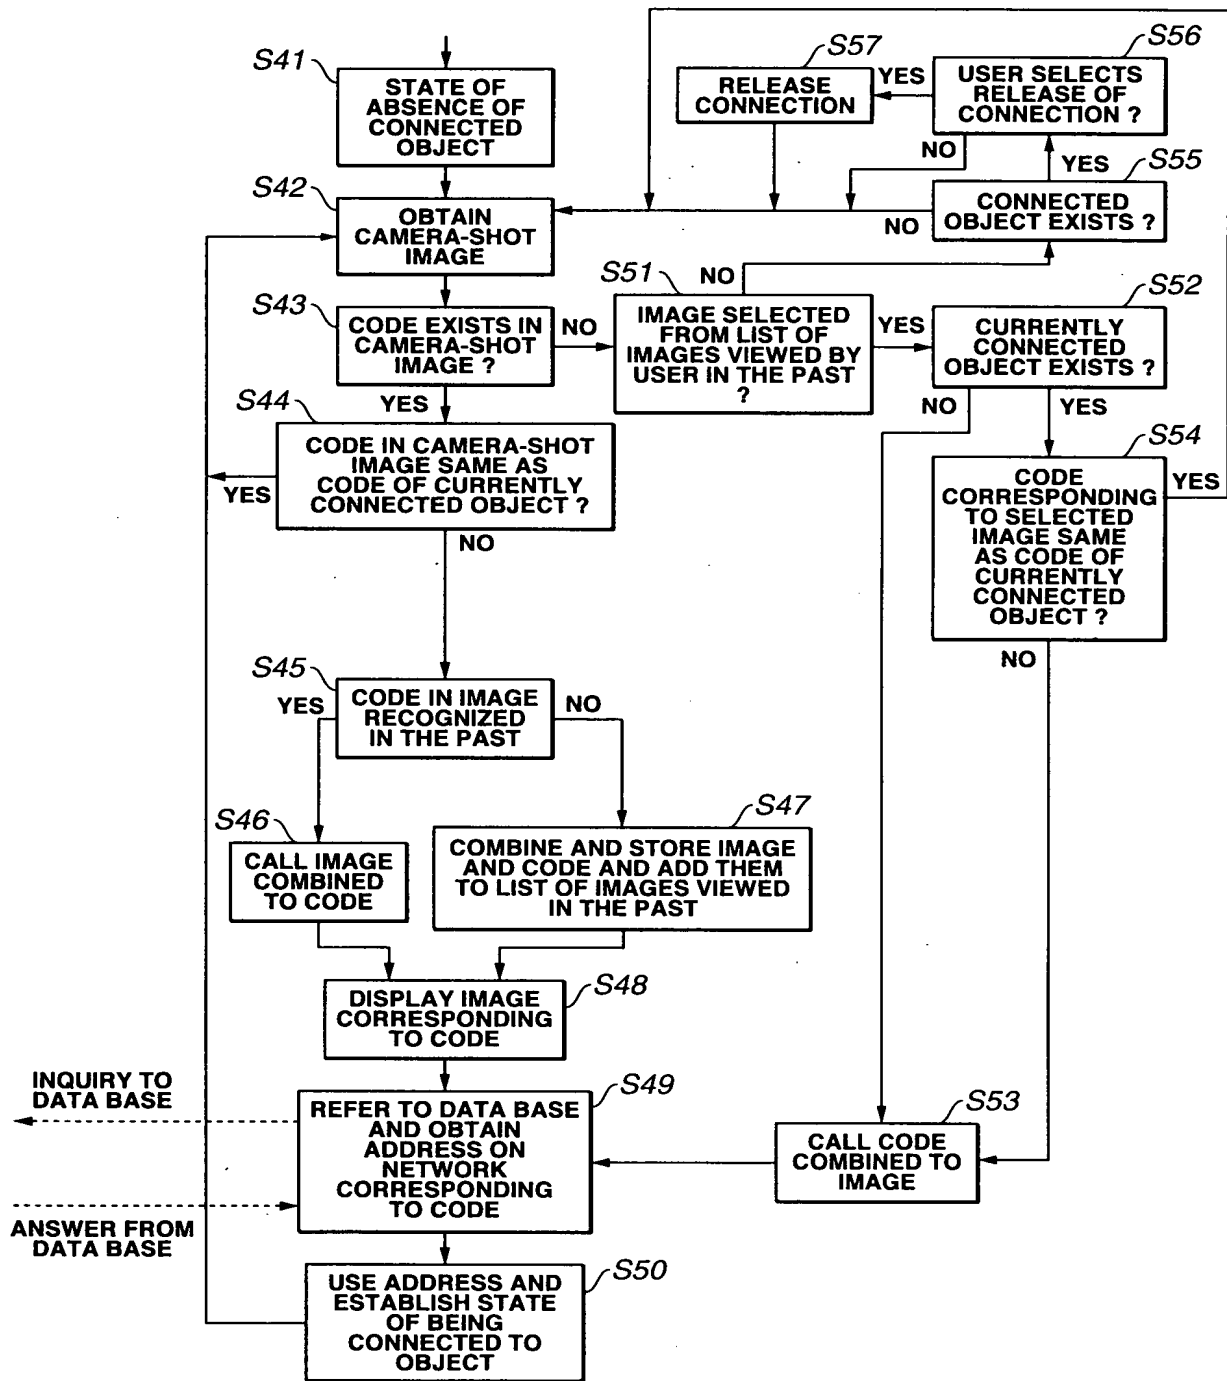 S41
STATE OF
ABSENCE OF
CONNECTED
OBJECT
S57
RELEASE
CONNECTION
YES
S56
USER SELECTS
RELEASE OF
CONNECTION ?
NO
YES
S55
CONNECTED
OBJECT EXISTS ?
NO
S42
OBTAIN
CAMERA-SHOT
IMAGE
S43
CODE EXISTS IN
CAMERA-SHOT
IMAGE ?
NO
YES
S51
NO
IMAGE SELECTED
FROM LIST OF
IMAGES VIEWED BY
USER IN THE PAST
?
YES
S52
CURRENTLY
CONNECTED
OBJECT EXISTS ?
NO
YES
S44
CODE IN CAMERA-SHOT
IMAGE SAME AS
CODE OF CURRENTLY
CONNECTED OBJECT ?
YES
NO
S54
CODE
CORRESPONDING
TO SELECTED
IMAGE SAME
AS CODE OF
CURRENTLY
CONNECTED
OBJECT ?
YES
NO
S45
YES
CODE IN IMAGE
RECOGNIZED
IN THE PAST
NO
S46
CALL IMAGE
COMBINED
TO CODE
S47
COMBINE AND STORE IMAGE
AND CODE AND ADD THEM
TO LIST OF IMAGES VIEWED
IN THE PAST
S48
DISPLAY IMAGE
CORRESPONDING
TO CODE
INQUIRY TO
DATA BASE
S49
REFER TO DATA BASE
AND OBTAIN
ADDRESS ON
NETWORK
CORRESPONDING
TO CODE
S53
CALL CODE
COMBINED TO
IMAGE
ANSWER FROM
DATA BASE
S50
USE ADDRESS AND
ESTABLISH STATE
OF BEING
CONNECTED TO
OBJECT